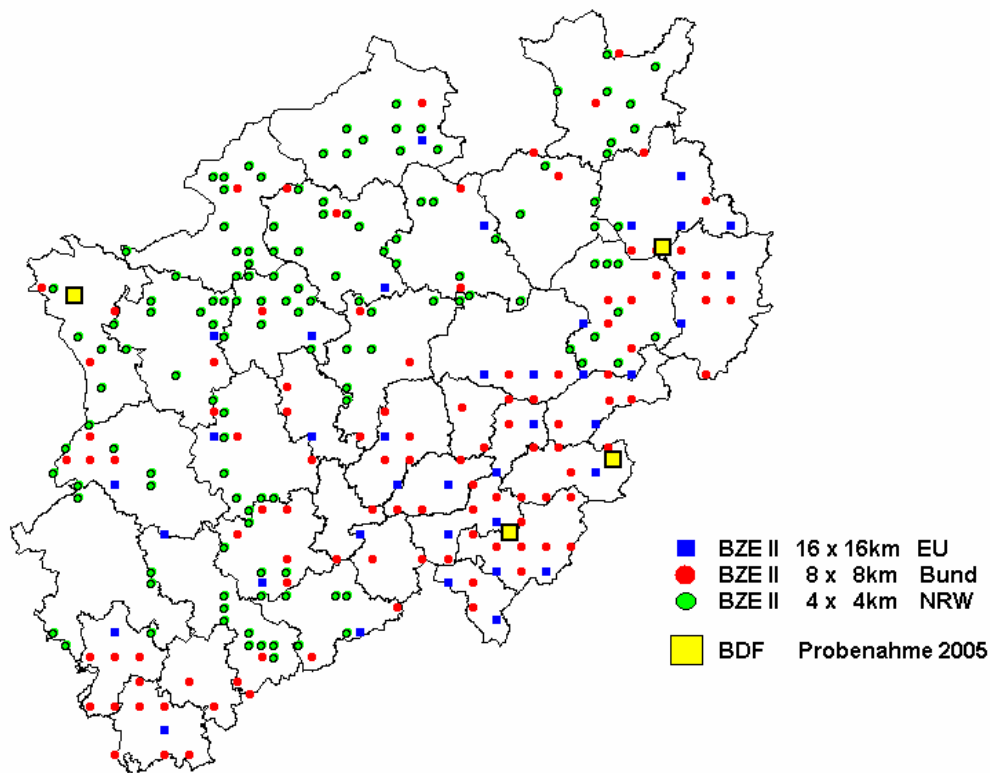 BZE II 16 x 16km EU
BZE II 8 x 8km Bund
BZE II 4 x 4km NRW
BDF Probenahme 2005